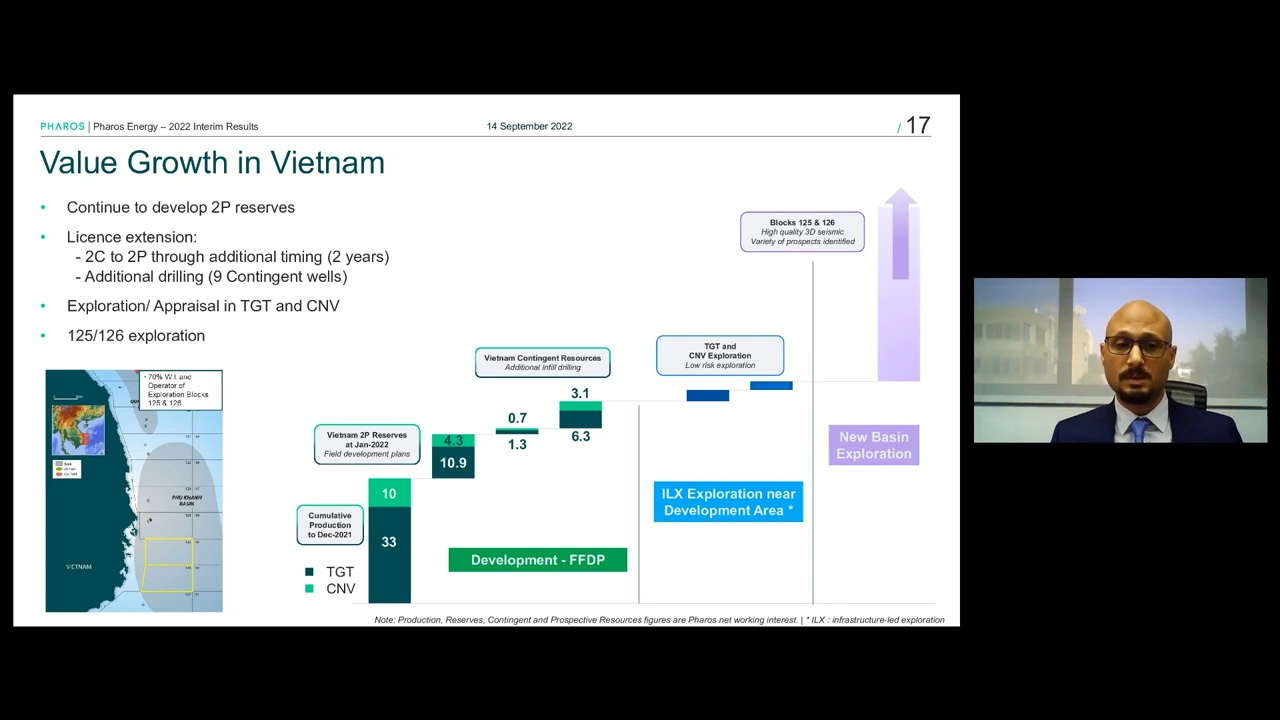 PHAROS | Pharos Energy – 2022 Interim Results
14 September 2022
/ 17
Value Growth in Vietnam
• Continue to develop 2P reserves
• Licence extension:
- 2C to 2P through additional timing (2 years)
- Additional drilling (9 Contingent wells)
• Exploration/ Appraisal in TGT and CNV
• 125/126 exploration
- 70% W.I. and
Operator of
Exploration Blocks
125 & 126
PHU KHANH
BASIN
VIETNAM
Cumulative
Production
to Dec-2021
10
33
TGT
CNV
Vietnam 2P Reserves
at Jan-2022
Field development plans
4.3
10.9
Vietnam Contingent Resources
Additional infill drilling
0.7
1.3
3.1
6.3
Development - FFDP
TGT and
CNV Exploration
Low risk exploration
ILX Exploration near
Development Area *
Blocks 125 & 126
High quality 3D seismic
Variety of prospects identified
New Basin
Exploration
Note: Production, Reserves, Contingent and Prospective Resources figures are Pharos net working interest. | * ILX : infrastructure-led exploration